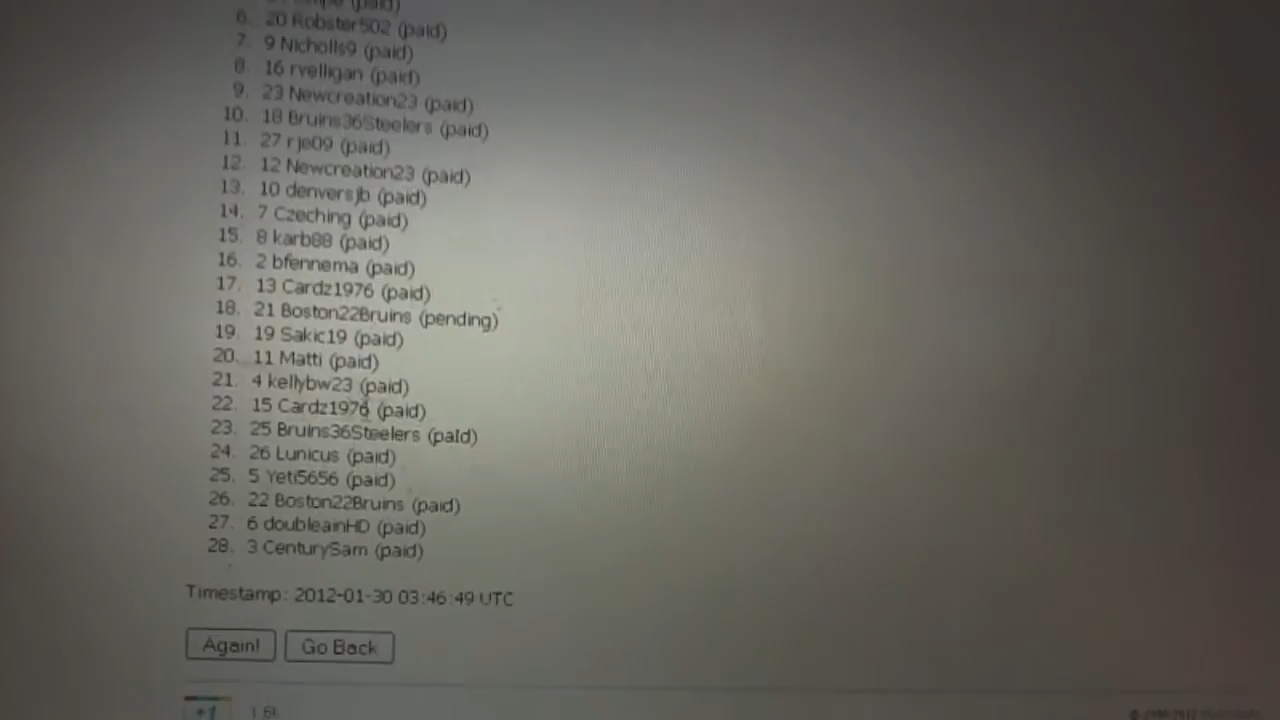 (paid)
6. 20 Robster502 (paid)
7. 9 Nicholls9 (paid)
8. 16 rvelligan (paid)
9. 23 Newcreation23 (paid)
10. 18 Bruins36Steelers (paid)
11. 27 rje09 (paid)
12. 12 Newcreation23 (paid)
13. 10 denversjb (paid)
14. 7 Czeching (paid)
15. 8 karb88 (paid)
16. 2 bfennema (paid)
17. 13 Cardz1976 (paid)
18. 21 Boston22Bruins (pending)
19. 19 Sakic19 (paid)
20. 11 Matti (paid)
21. 4 kellybw23 (paid)
22. 15 Cardz1976 (paid)
23. 25 Bruins36Steelers (paid)
24. 26 Lunicus (paid)
25. 5 Yeti5656 (paid)
26. 22 Boston22Bruins (paid)
27. 6 doubleainHD (paid)
28. 3 CenturySam (paid)
Timestamp: 2012-01-30 03:46:49 UTC
Again! Go Back
+1